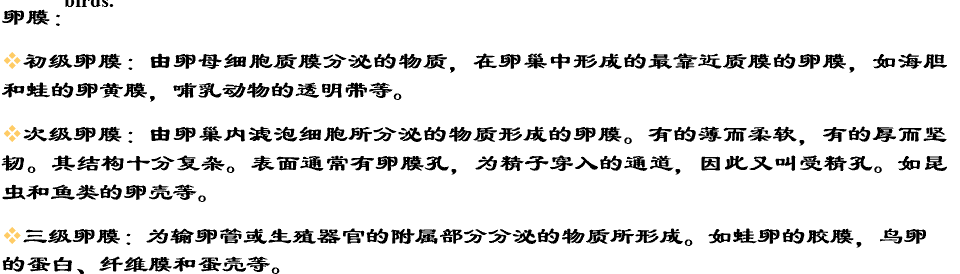 birds.
卵膜：
❖初级卵膜：由卵母细胞质膜分泌的物质，在卵巢中形成的最靠近质膜的卵膜，如海胆
和蛙的卵黄膜，哺乳动物的透明带等。
❖次级卵膜：由卵巢内滤泡细胞所分泌的物质形成的卵膜。有的薄而柔软，有的厚而坚
韧。其结构十分复杂。表面通常有卵膜孔，为精子穿入的通道，因此又叫受精孔。如昆
虫和鱼类的卵壳等。
❖三级卵膜：为输卵管或生殖器官的附属部分分泌的物质所形成。如蛙卵的胶膜，鸟卵
的蛋白、纤维膜和蛋壳等。